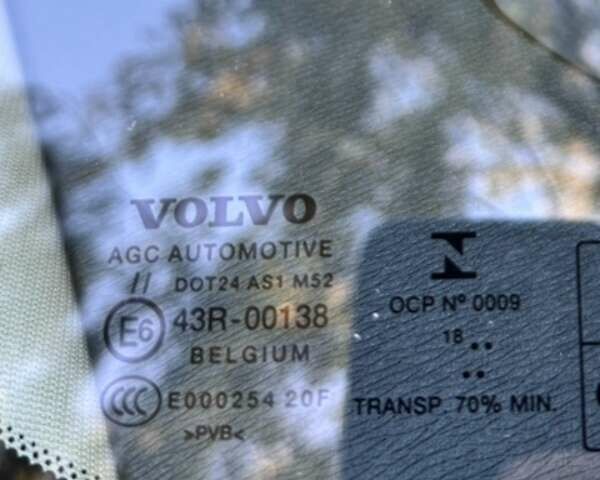 VOLVO
AGC AUTOMOTIVE
// DOT24 AS1 M52
E6 43R-00138
BELGIUM
CCC E000254 20F
>PVB<
OCP Nº 0009
18 ..
..
TRANSP. 70% MIN.